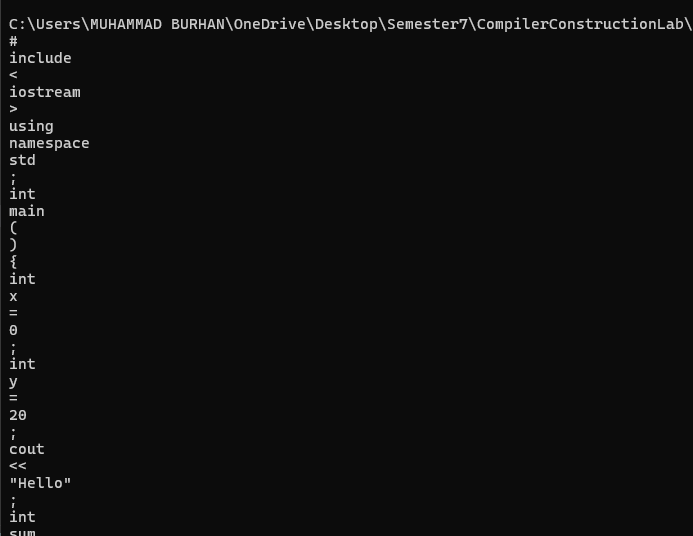 C:\Users\MUHAMMAD BURHAN\OneDrive\Desktop\Semester7\CompilerConstructionLab\
#
include
<
iostream
>
using
namespace
std
;
int
main
(
)
{
int
x
=
0
;
int
y
=
20
;
cout
<<
"Hello"
;
int
sum